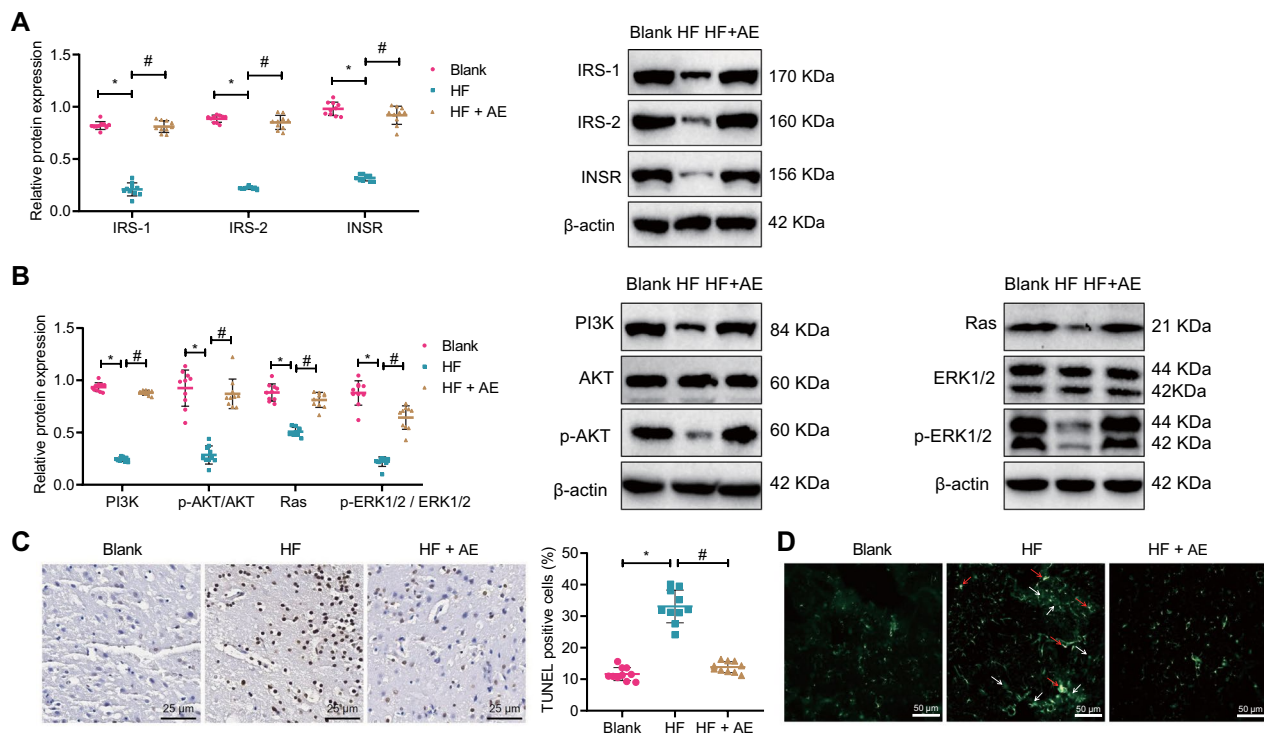 A
Relative protein expression
1.5
1.0
0.5
0.0
* # * # * #
IRS-1 IRS-2 INSR
Blank
HF
HF + AE
Blank HF HF+AE
IRS-1 170 KDa
IRS-2 160 KDa
INSR 156 KDa
β-actin 42 KDa
B
Relative protein expression
1.5
1.0
0.5
0.0
* # * # * # * #
PI3K p-AKT/AKT Ras p-ERK1/2 / ERK1/2
Blank
HF
HF + AE
Blank HF HF+AE
PI3K 84 KDa
AKT 60 KDa
p-AKT 60 KDa
β-actin 42 KDa
Blank HF HF+AE
Ras 21 KDa
ERK1/2 44 KDa
42KDa
p-ERK1/2 44 KDa
42 KDa
β-actin 42 KDa
C
Blank HF HF + AE
25 µm 25 µm 25 µm
TUNEL positive cells (%)
50
40
30
20
10
0
* #
Blank HF HF + AE
D
Blank HF HF + AE
50 µm 50 µm 50 µm